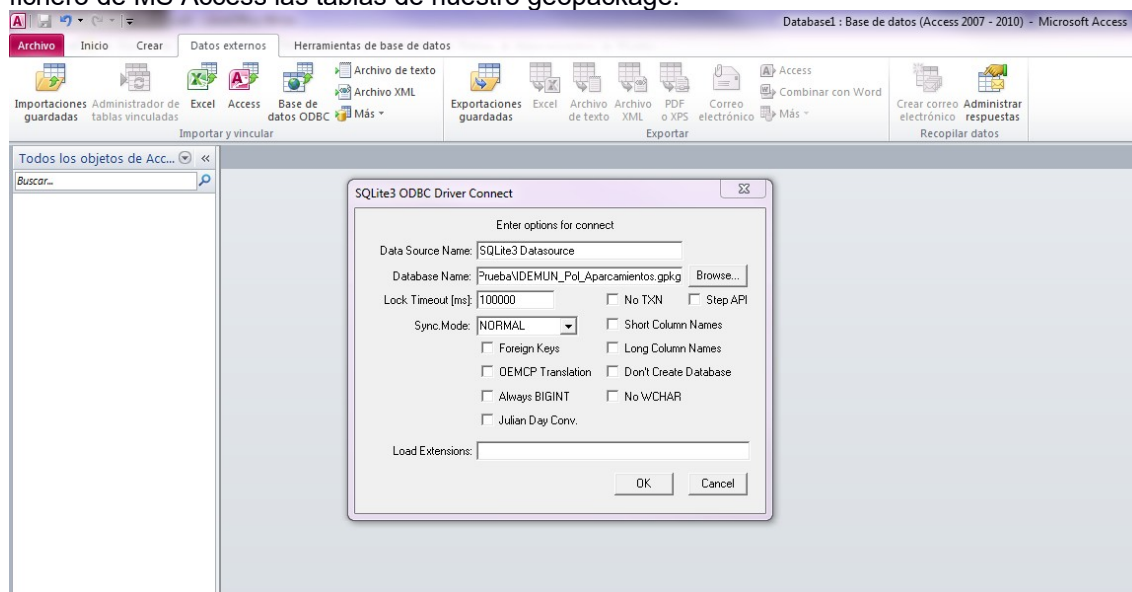 fichero de MS Access las tablas de nuestro geopackage.
Database1 : Base de datos (Access 2007 - 2010) - Microsoft Access
Archivo Inicio Crear Datos externos Herramientas de base de datos
Importaciones guardadas
Administrador de tablas vinculadas
Excel
Access
Base de datos ODBC
Archivo de texto
Archivo XML
Más
Importar y vincular
Exportaciones guardadas
Excel
Archivo de texto
Archivo XML
PDF o XPS
Correo electrónico
Access
Combinar con Word
Más
Exportar
Crear correo electrónico
Administrar respuestas
Recopilar datos
Todos los objetos de Acc... «
Buscar...
SQLite3 ODBC Driver Connect
Enter options for connect
Data Source Name: SQLite3 Datasource
Database Name: Prueba\IDEMUN_Pol_Aparcamientos.gpkg Browse...
Lock Timeout [ms]: 100000 No TXN Step API
Sync.Mode: NORMAL Short Column Names
Foreign Keys Long Column Names
OEMCP Translation Don't Create Database
Always BIGINT No WCHAR
Julian Day Conv.
Load Extensions:
OK Cancel